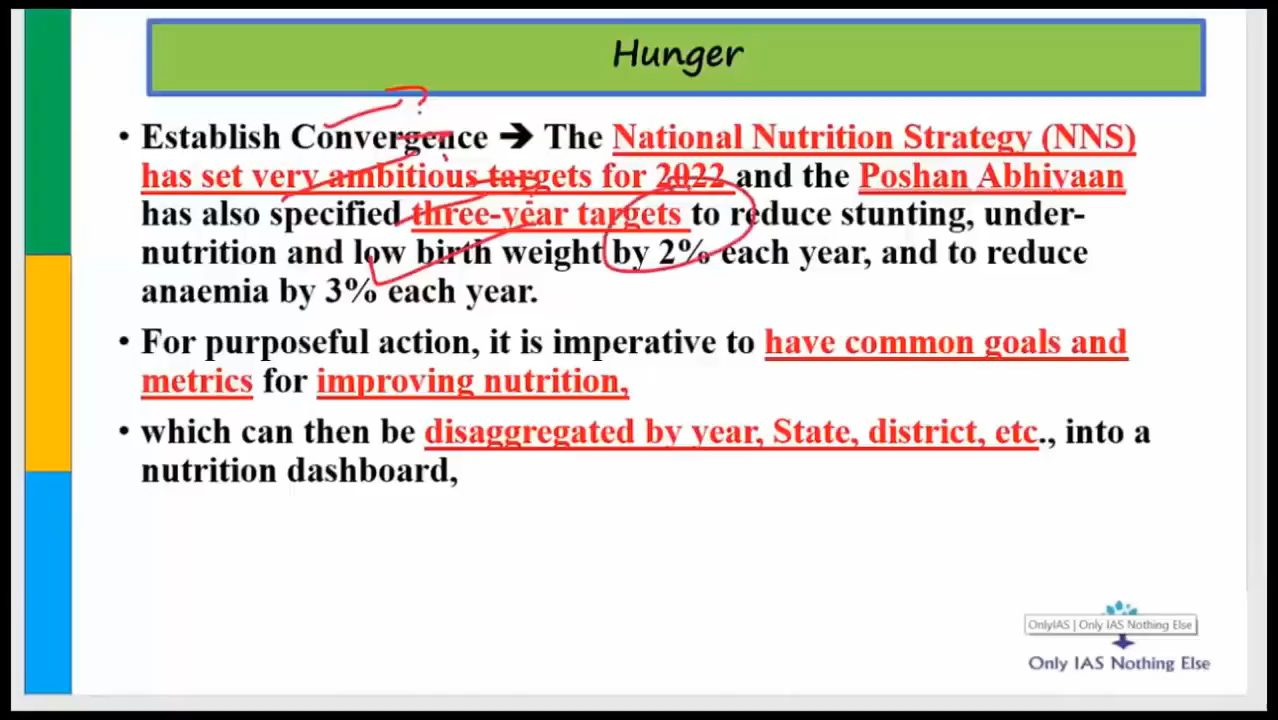 Hunger
• Establish Convergence ➔ The National Nutrition Strategy (NNS)
has set very ambitious targets for 2022 and the Poshan Abhiyaan
has also specified three-year targets to reduce stunting, under-
nutrition and low birth weight by 2% each year, and to reduce
anaemia by 3% each year.
• For purposeful action, it is imperative to have common goals and
metrics for improving nutrition,
• which can then be disaggregated by year, State, district, etc., into a
nutrition dashboard,
OnlyIAS | Only IAS Nothing Else
Only IAS Nothing Else